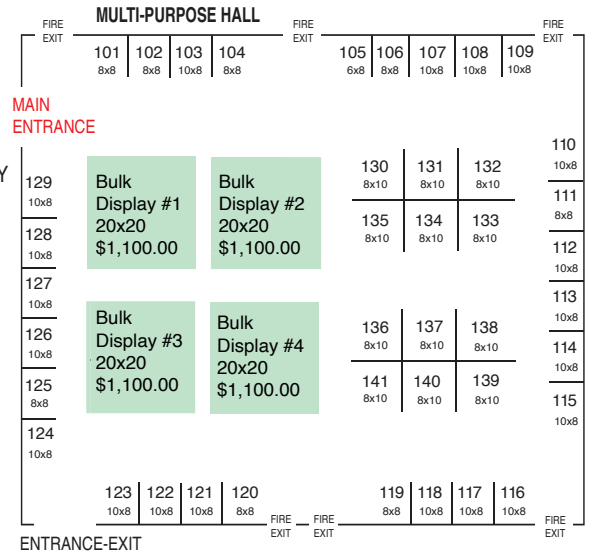 MULTI-PURPOSE HALL
FIRE
EXIT
FIRE
EXIT
FIRE
EXIT
101 102 103 104
8x8 8x8 10x8 8x8
105 106 107 108 109
6x8 8x8 10x8 10x8 10x8
MAIN
ENTRANCE
Y
129
10x8
128
10x8
127
10x8
126
10x8
125
8x8
124
10x8
Bulk
Display #1
20x20
$1,100.00
Bulk
Display #2
20x20
$1,100.00
Bulk
Display #3
20x20
$1,100.00
Bulk
Display #4
20x20
$1,100.00
130 131 132
8x10 8x10 8x10
135 134 133
8x10 8x10 8x10
136 137 138
8x10 8x10 8x10
141 140 139
8x10 8x10 8x10
110
10x8
111
8x8
112
10x8
113
10x8
114
10x8
115
10x8
123 122 121 120
10x8 10x8 10x8 8x8
119 118 117 116
8x8 10x8 10x8 10x8
FIRE
EXIT
FIRE
EXIT
FIRE
EXIT
ENTRANCE-EXIT